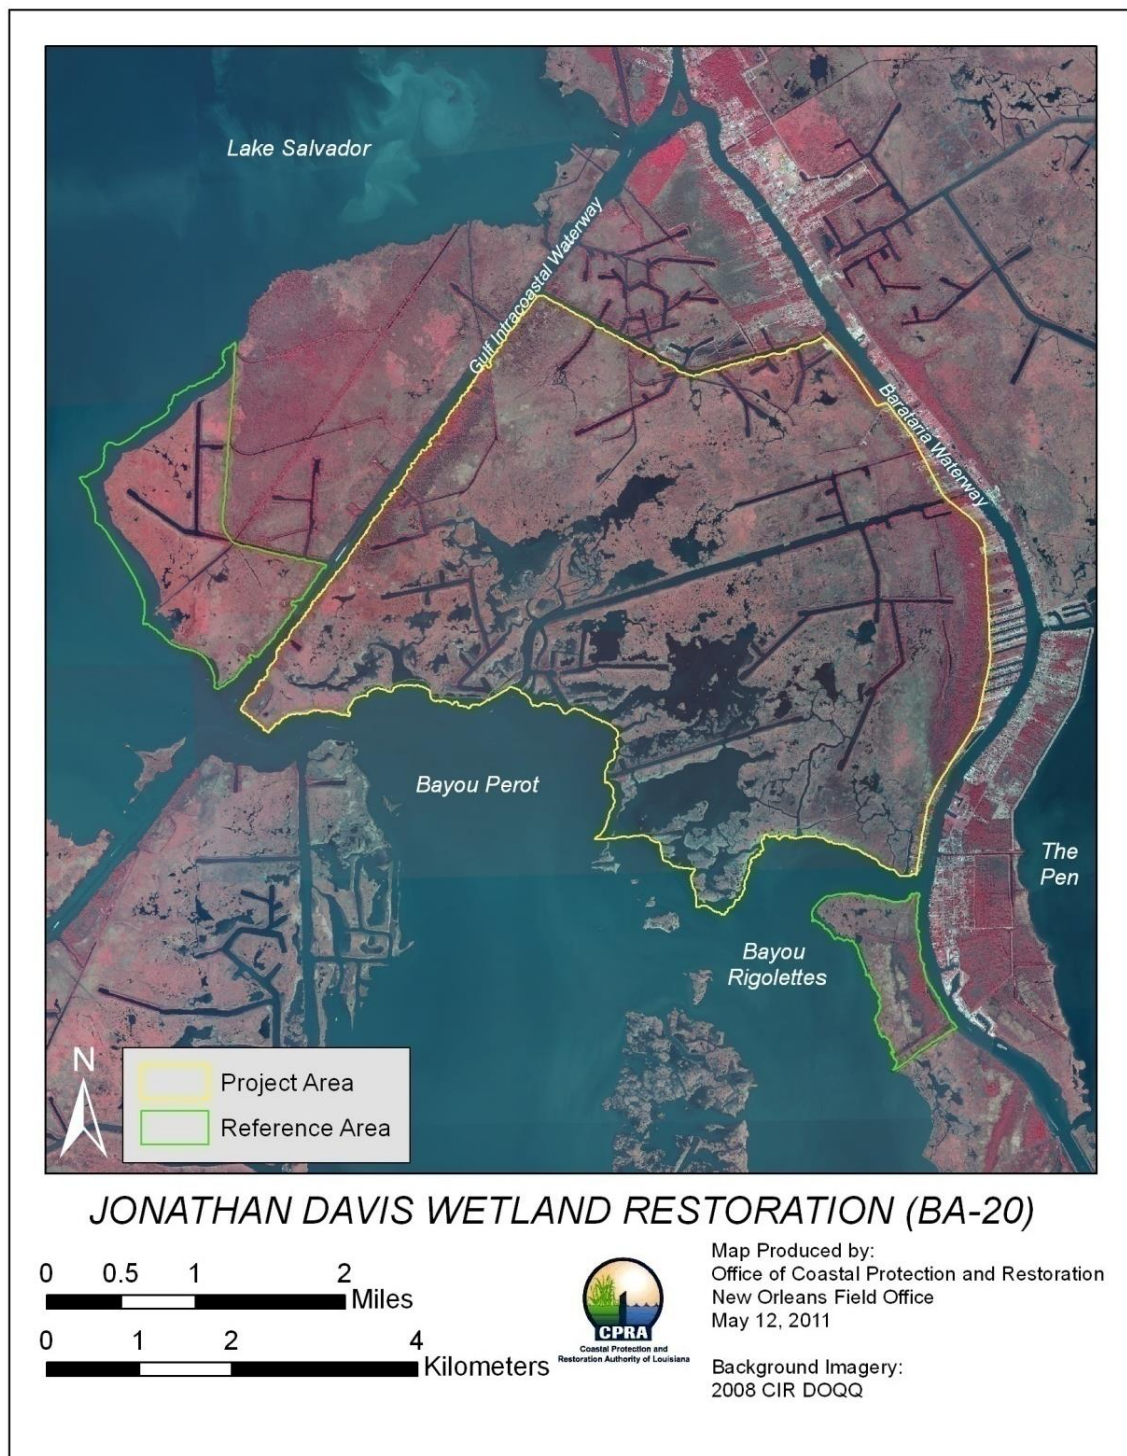 Lake Salvador
Gulf Intracoastal Waterway
Barataria Waterway
Bayou Perot
The
Pen
Bayou
Rigolettes
N
Project Area
Reference Area
JONATHAN DAVIS WETLAND RESTORATION (BA-20)
0 0.5 1 2
Miles
0 1 2 4
Kilometers
CPRA
Coastal Protection and
Restoration Authority of Louisiana
Map Produced by:
Office of Coastal Protection and Restoration
New Orleans Field Office
May 12, 2011
Background Imagery:
2008 CIR DOQQ